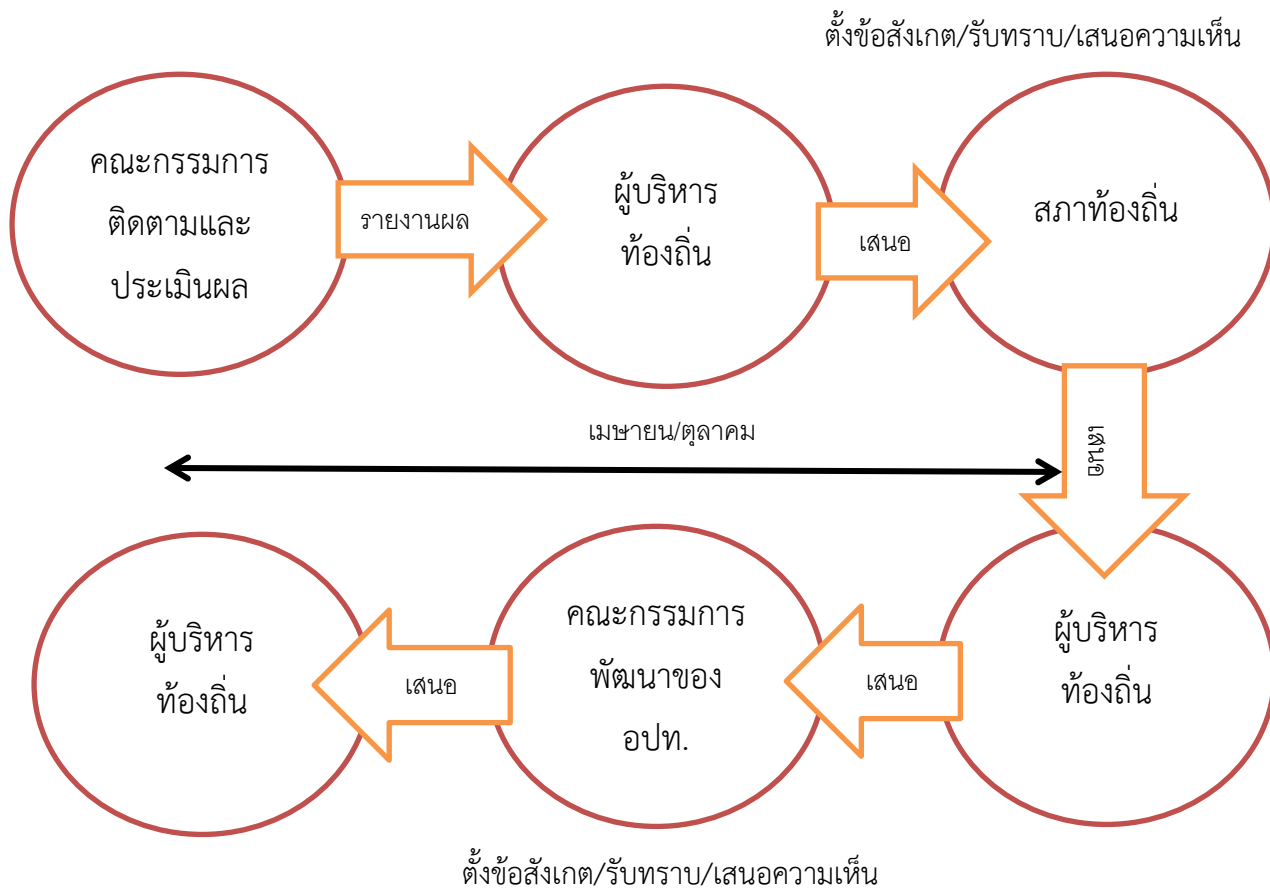 ตั้งข้อสังเกต/รับทราบ/เสนอความเห็น
คณะกรรมการ
ติดตามและ
ประเมินผล
รายงานผล
ผู้บริหาร
ท้องถิ่น
เสนอ
สภาท้องถิ่น
เมษายน/ตุลาคม
เสนอ
ผู้บริหาร
ท้องถิ่น
เสนอ
คณะกรรมการ
พัฒนาของ
อปท.
เสนอ
ผู้บริหาร
ท้องถิ่น
ตั้งข้อสังเกต/รับทราบ/เสนอความเห็น